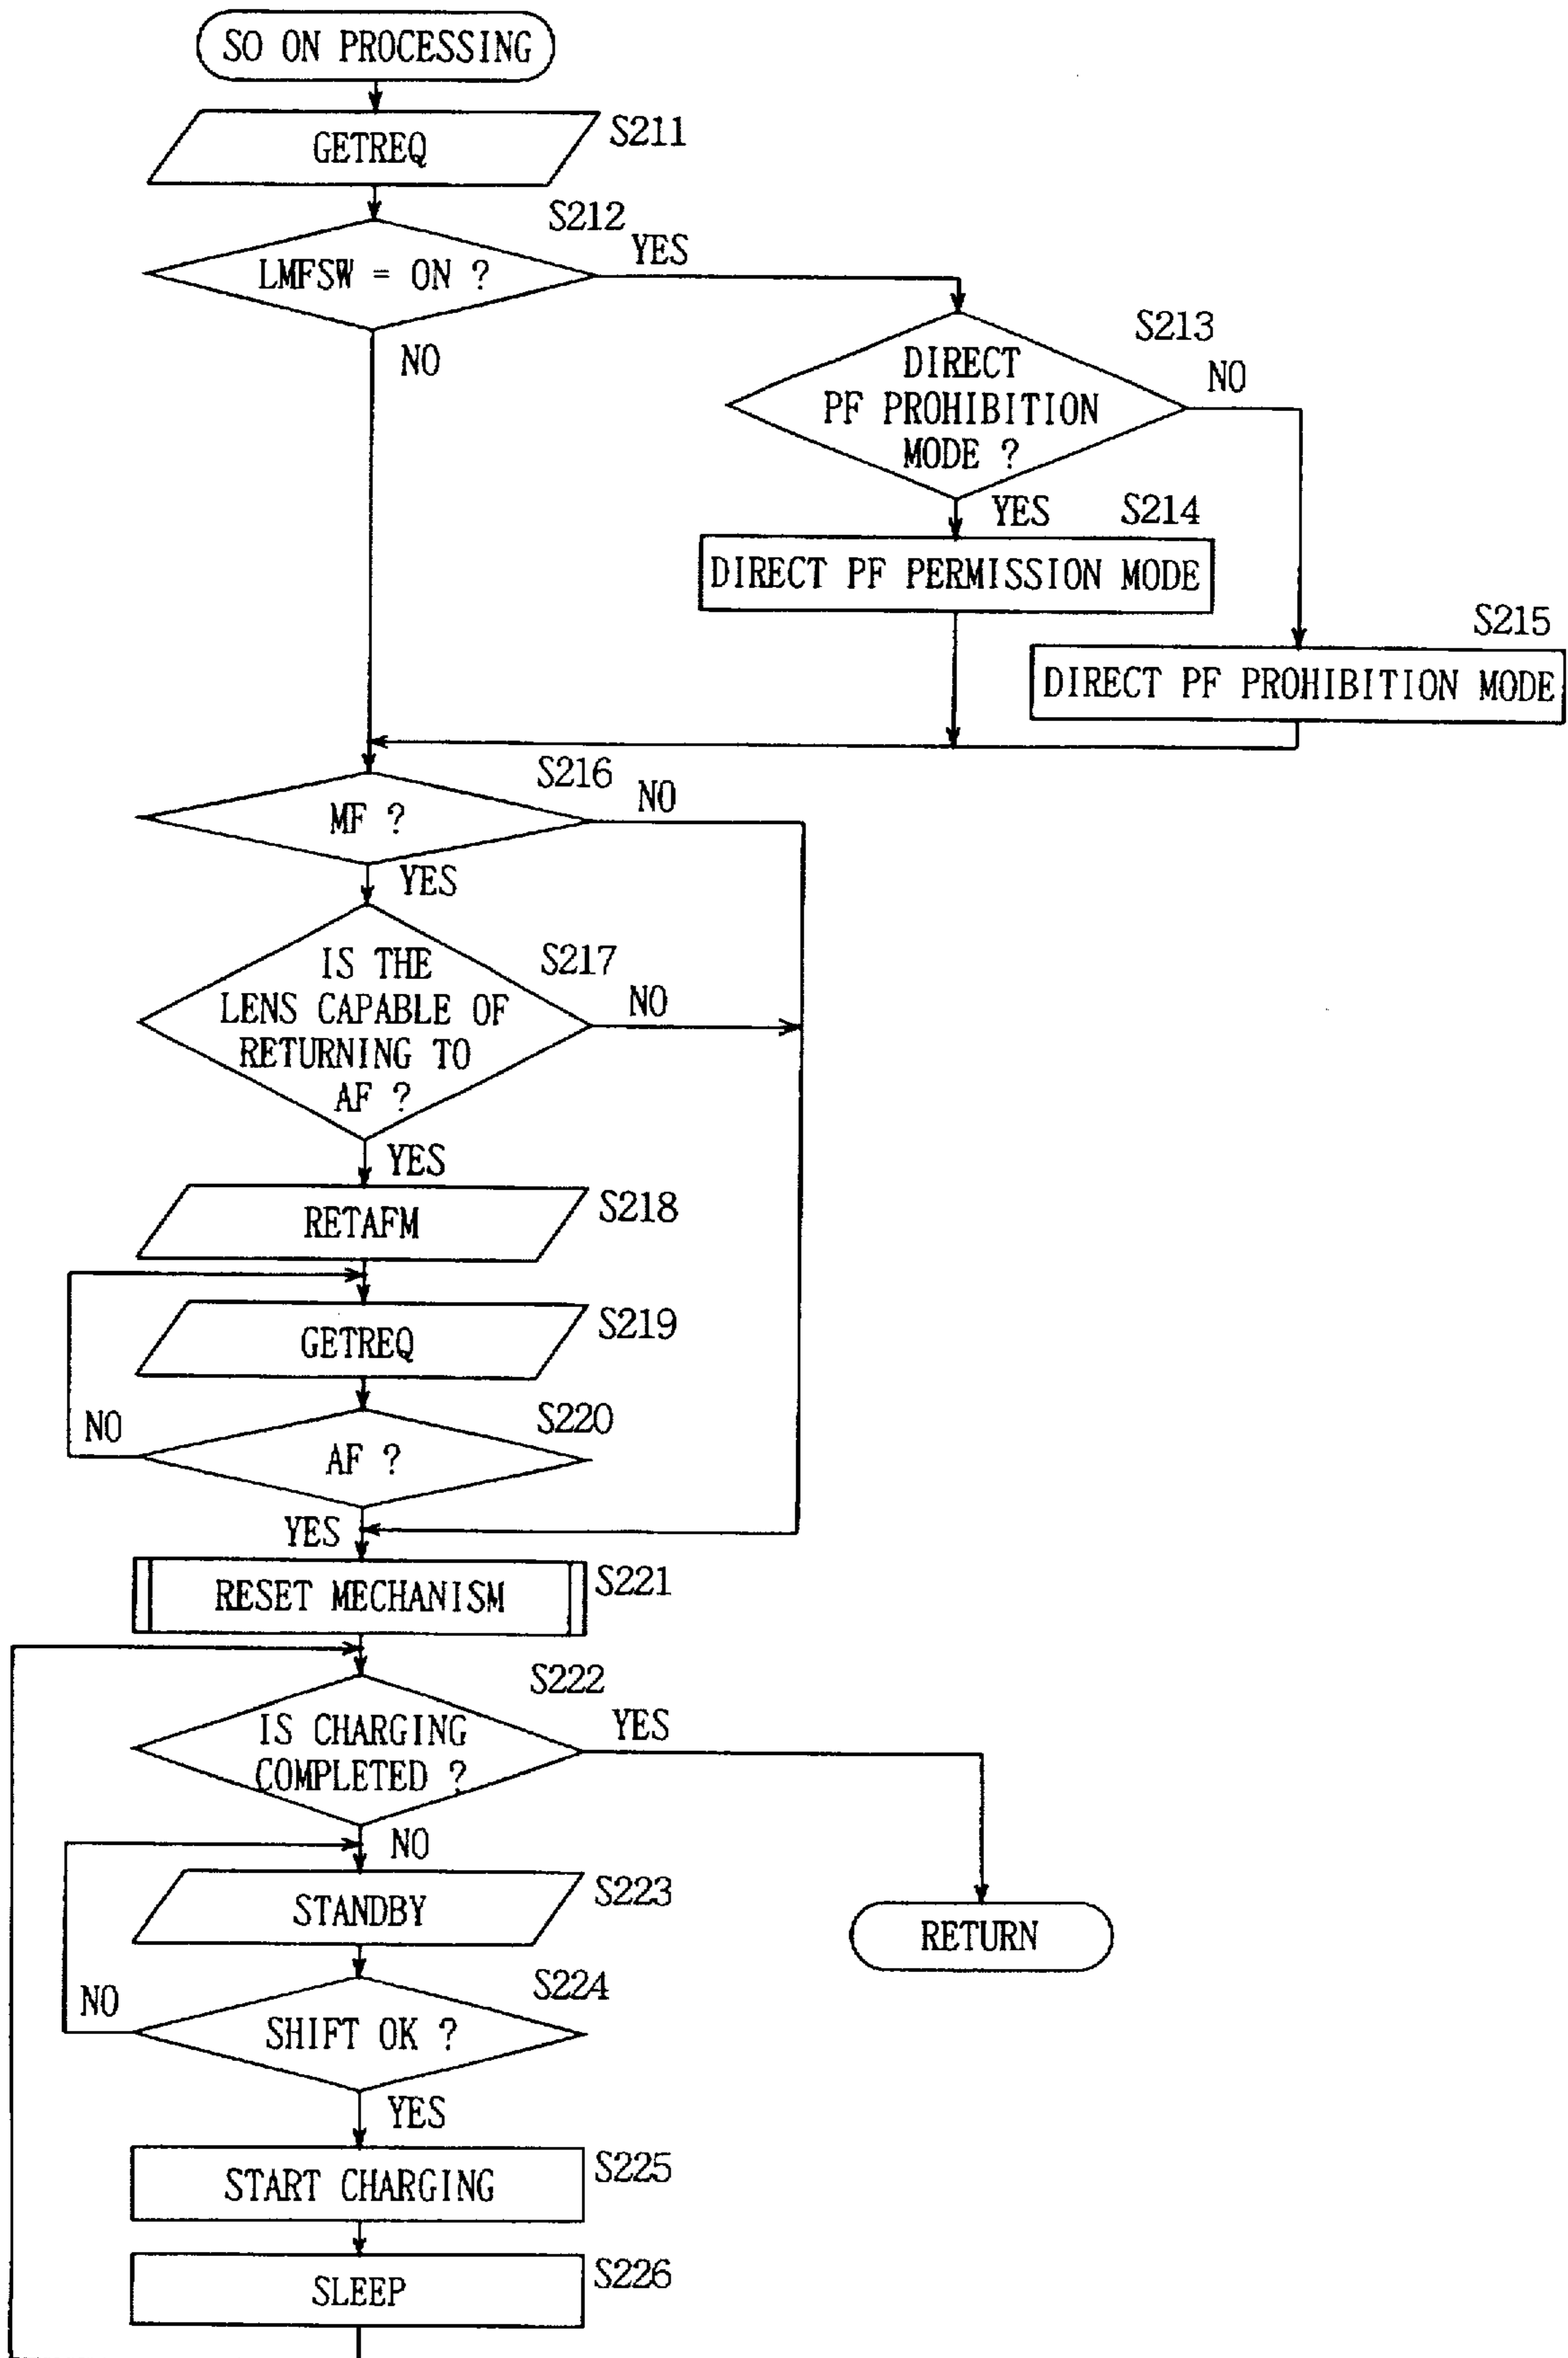 SO ON PROCESSING
GETREQ
S211
S212
LMFSW = ON ?
YES
NO
S213
DIRECT
PF PROHIBITION
MODE ?
NO
YES
S214
DIRECT PF PERMISSION MODE
S215
DIRECT PF PROHIBITION MODE
S216
MF ?
NO
YES
S217
IS THE
LENS CAPABLE OF
RETURNING TO
AF ?
NO
YES
RETAFM
S218
GETREQ
S219
S220
AF ?
NO
YES
RESET MECHANISM
S221
S222
IS CHARGING
COMPLETED ?
YES
NO
STANDBY
S223
RETURN
S224
SHIFT OK ?
NO
YES
START CHARGING
S225
SLEEP
S226